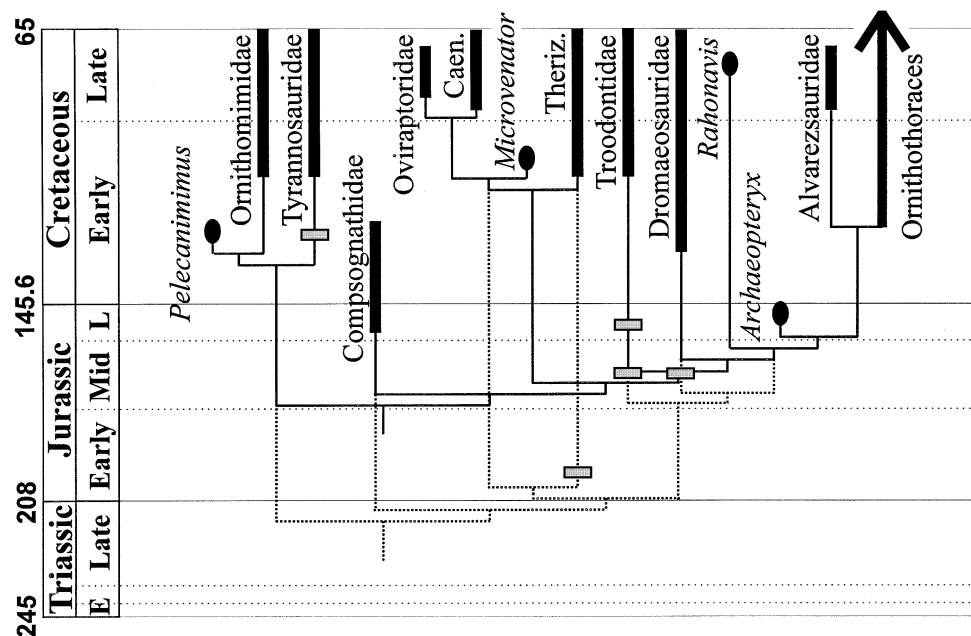 65
145.6
208
245
Cretaceous
Jurassic
Triassic
Late
Early
L
Mid
Early
Late
E
Pelecanimimus
Ornithomimidae
Tyrannosauridae
Compsognathidae
Oviraptoridae
Caen.
Microvenator
Theriz.
Troodontidae
Dromaeosauridae
Rahonavis
Archaeopteryx
Alvarezsauridae
Ornithothoraces